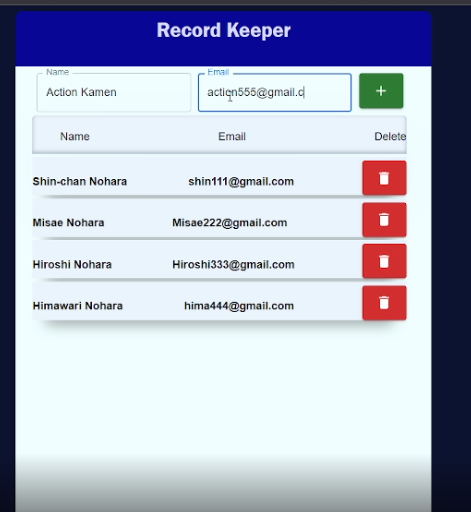 Record Keeper
Name Email
Action Kamen action555@gmail.c +
Name Email Delete
Shin-chan Nohara shin111@gmail.com
Misae Nohara Misae222@gmail.com
Hiroshi Nohara Hiroshi333@gmail.com
Himawari Nohara hima444@gmail.com